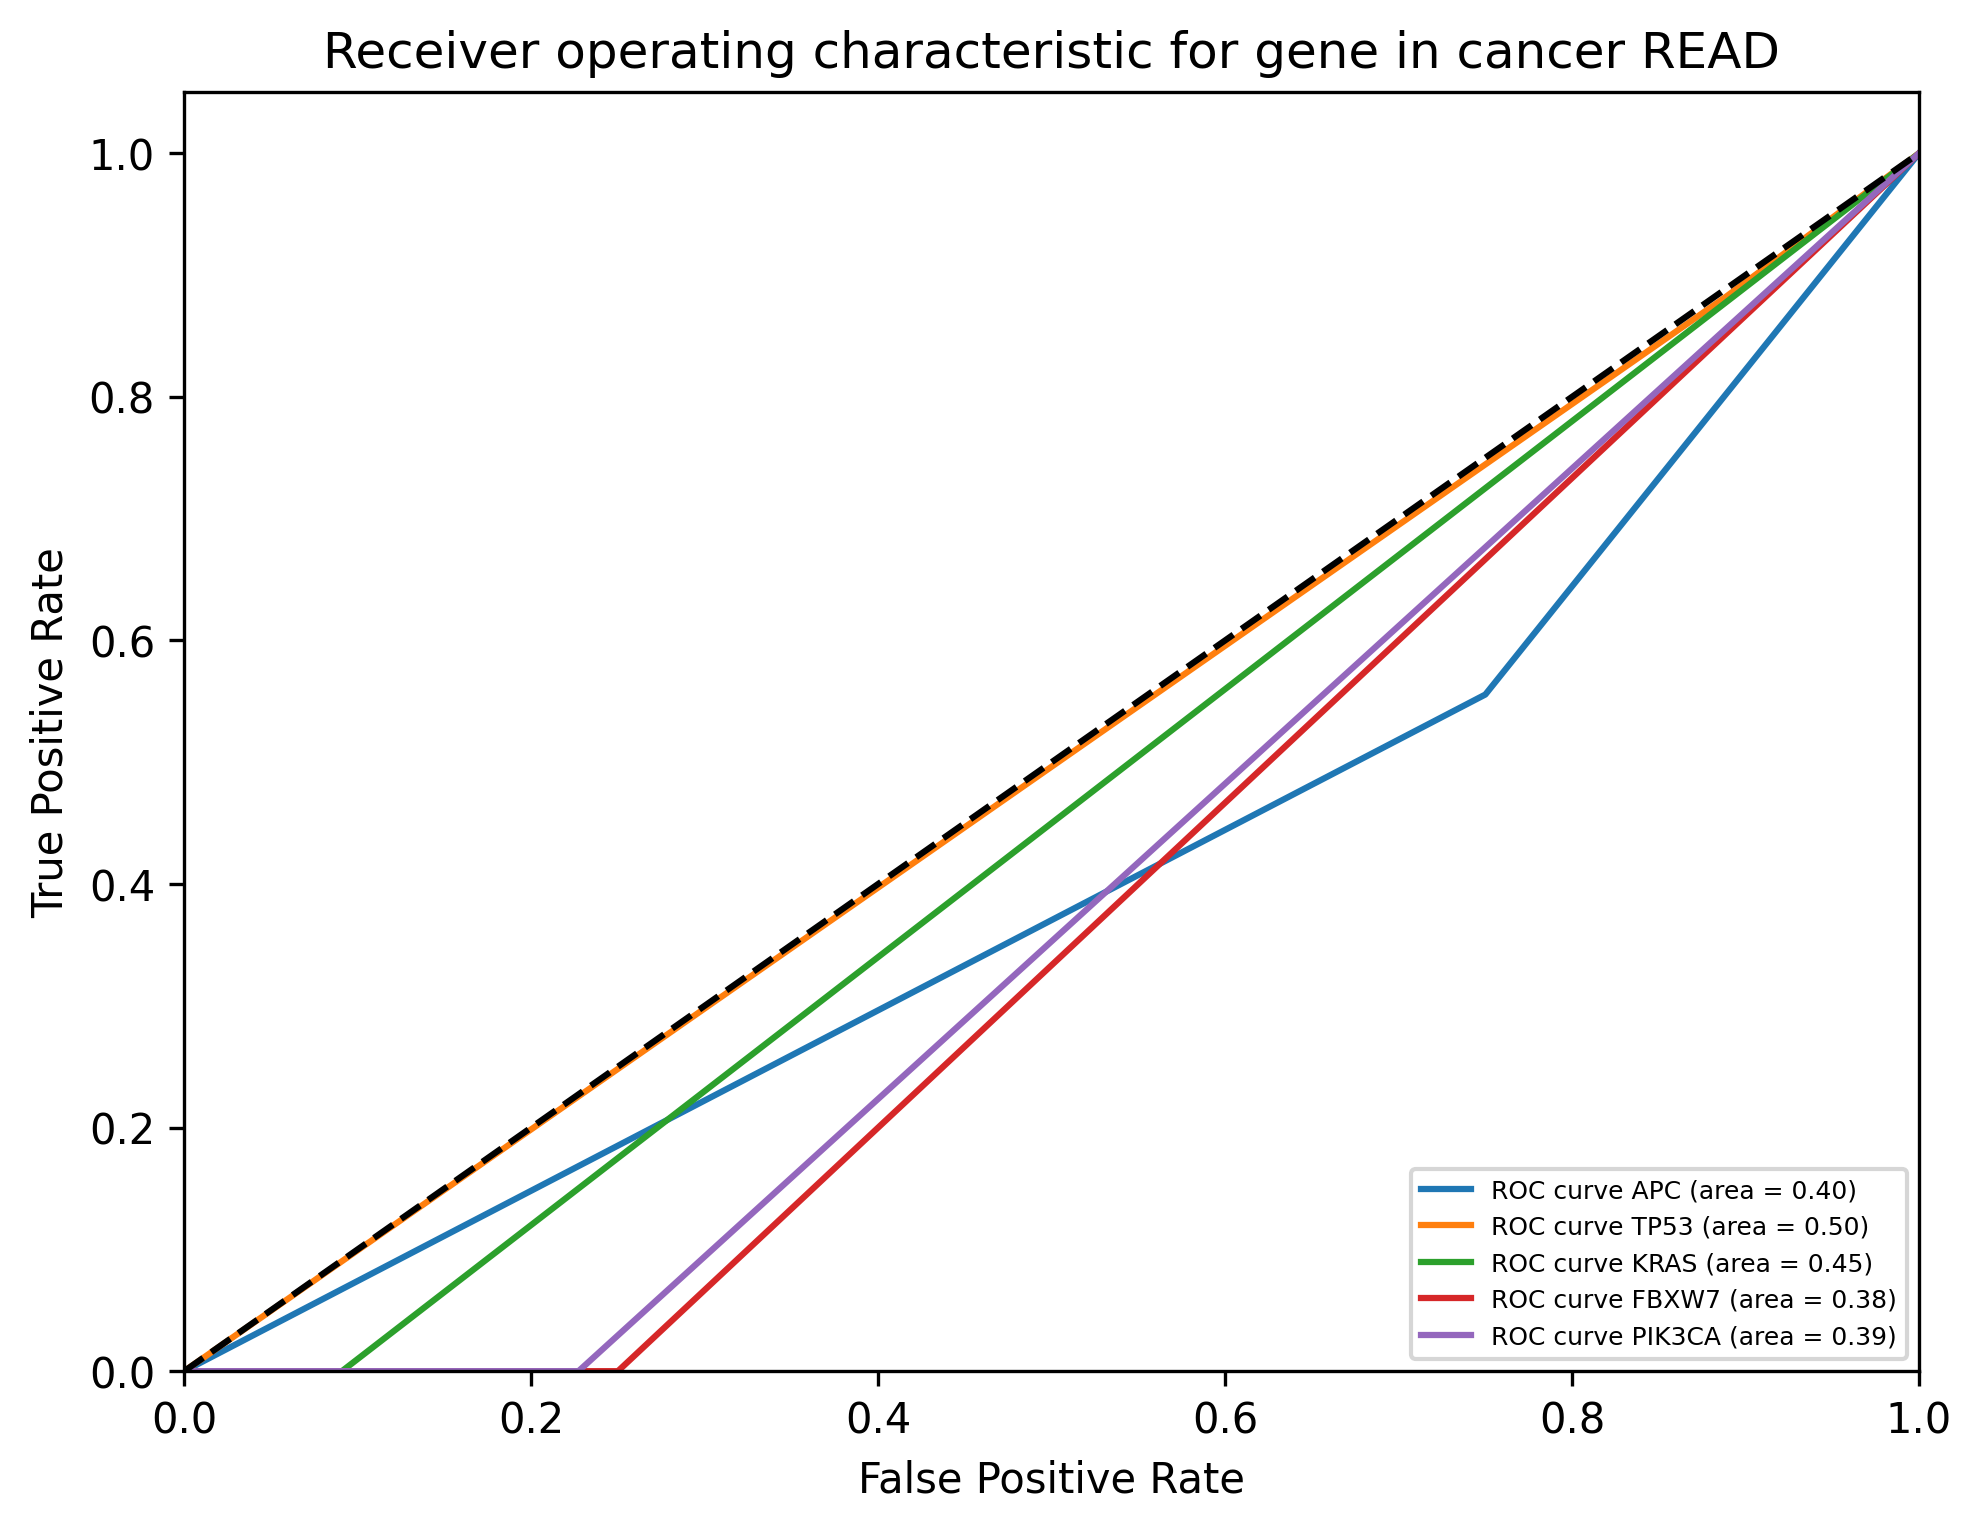 Receiver operating characteristic for gene in cancer READ
1.0
0.8
0.6
0.4
0.2
0.0
True Positive Rate
ROC curve APC (area = 0.40)
ROC curve TP53 (area = 0.50)
ROC curve KRAS (area = 0.45)
ROC curve FBXW7 (area = 0.38)
ROC curve PIK3CA (area = 0.39)
0.0 0.2 0.4 0.6 0.8 1.0
False Positive Rate